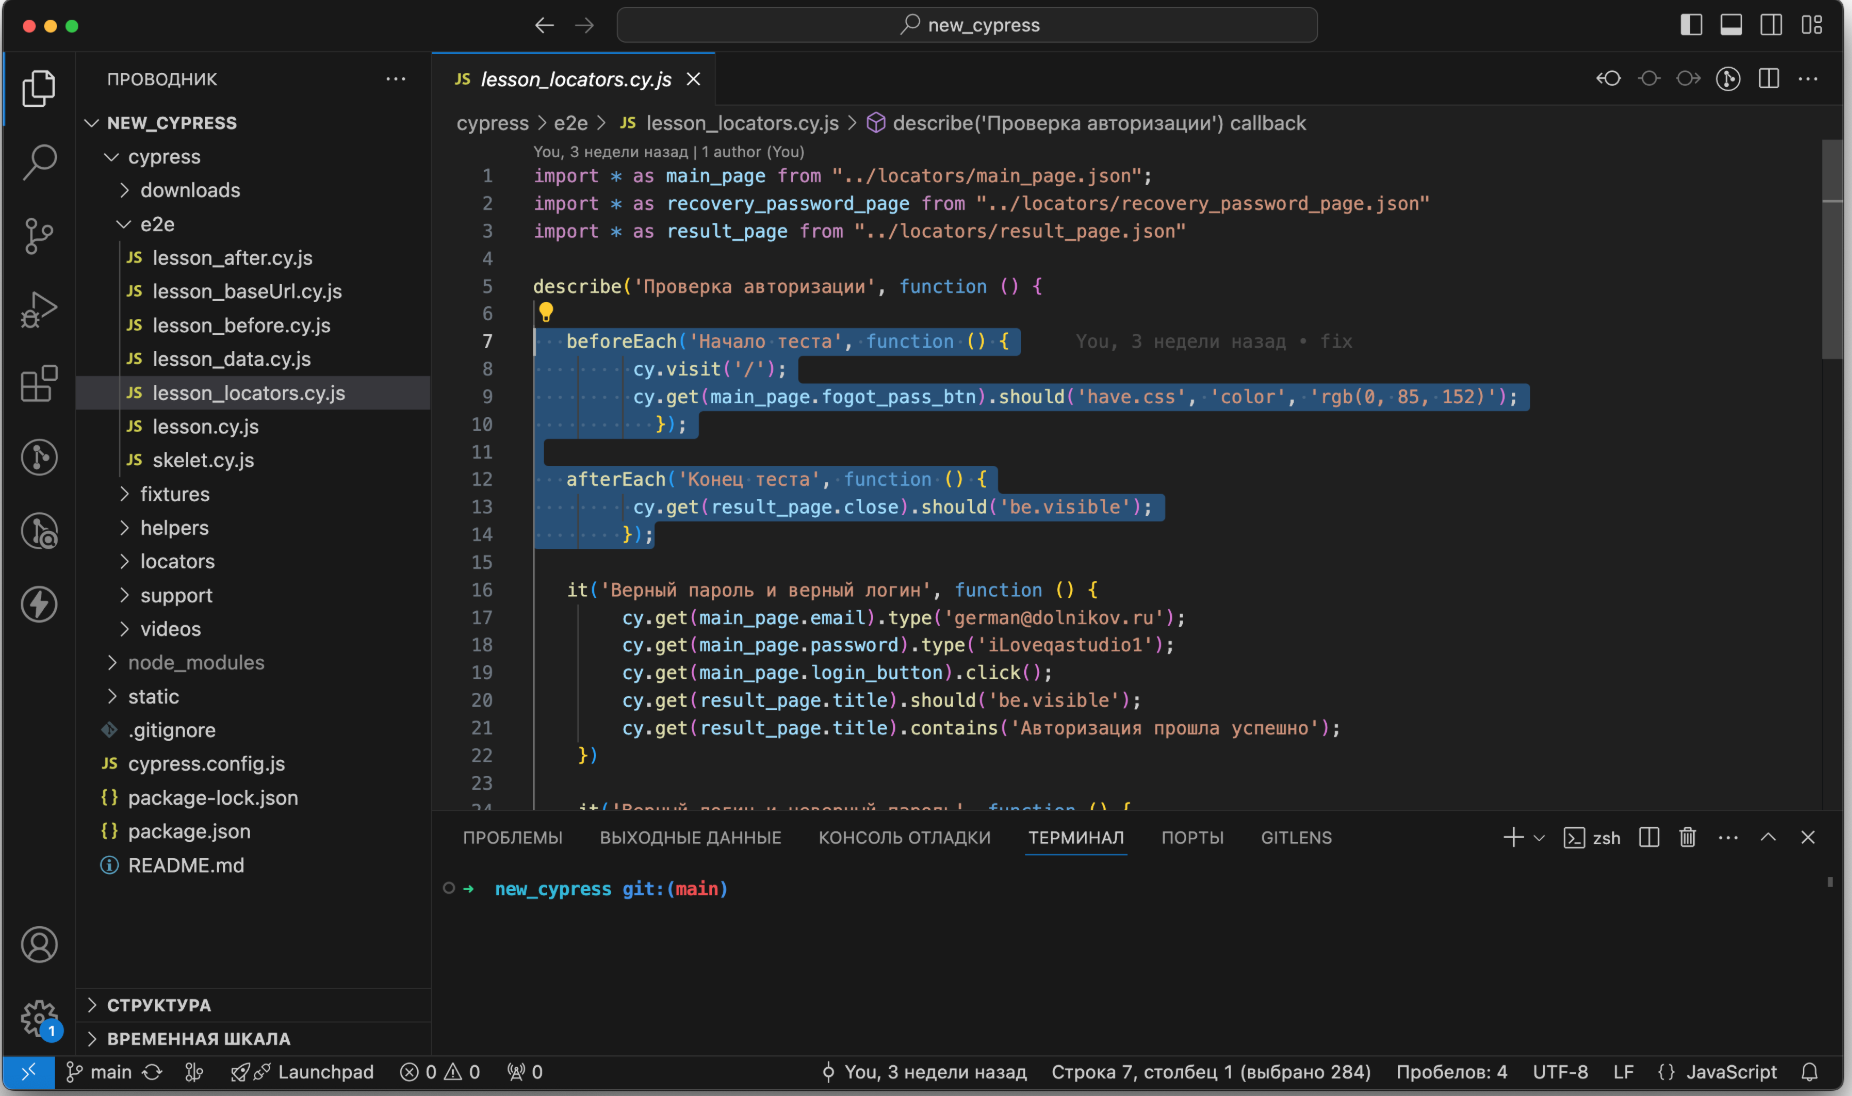 new_cypress
ПРОВОДНИК
NEW_CYPRESS
cypress
downloads
e2e
JS lesson_after.cy.js
JS lesson_baseUrl.cy.js
JS lesson_before.cy.js
JS lesson_data.cy.js
JS lesson_locators.cy.js
JS lesson.cy.js
JS skelet.cy.js
fixtures
helpers
locators
support
videos
node_modules
static
.gitignore
JS cypress.config.js
{} package-lock.json
{} package.json
README.md
СТРУКТУРА
ВРЕМЕННАЯ ШКАЛА
1
JS lesson_locators.cy.js
cypress > e2e > JS lesson_locators.cy.js > describe('Проверка авторизации') callback
You, 3 недели назад | 1 author (You)
1 import * as main_page from "../locators/main_page.json";
2 import * as recovery_password_page from "../locators/recovery_password_page.json"
3 import * as result_page from "../locators/result_page.json"
4
5 describe('Проверка авторизации', function () {
6
7 beforeEach('Начало теста', function () { You, 3 недели назад • fix
8 cy.visit('/');
9 cy.get(main_page.fogot_pass_btn).should('have.css', 'color', 'rgb(0, 85, 152)');
10 });
11
12 afterEach('Конец теста', function () {
13 cy.get(result_page.close).should('be.visible');
14 });
15
16 it('Верный пароль и верный логин', function () {
17 cy.get(main_page.email).type('german@dolnikov.ru');
18 cy.get(main_page.password).type('iLoveqastudio1');
19 cy.get(main_page.login_button).click();
20 cy.get(result_page.title).should('be.visible');
21 cy.get(result_page.title).contains('Авторизация прошла успешно');
22 })
23
24 it('Верный логин и неверный пароль', function () {
ПРОБЛЕМЫ ВЫХОДНЫЕ ДАННЫЕ КОНСОЛЬ ОТЛАДКИ ТЕРМИНАЛ ПОРТЫ GITLENS zsh
➜ new_cypress git:(main)
main Launchpad 0 0 0 You, 3 недели назад Строка 7, столбец 1 (выбрано 284) Пробелов: 4 UTF-8 LF {} JavaScript